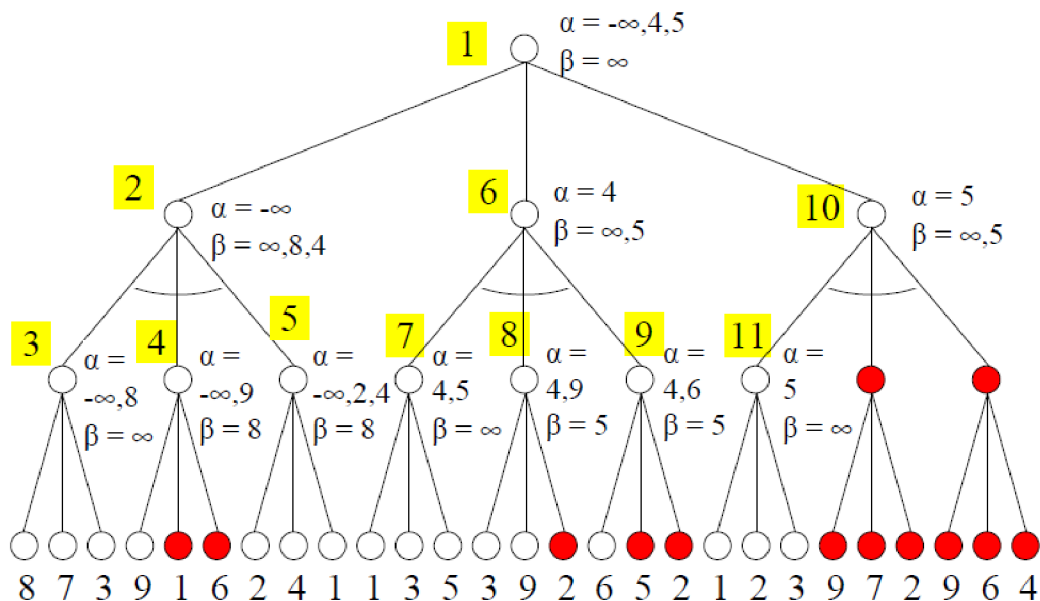 1
α = -∞,4,5
β = ∞
2
α = -∞
β = ∞,8,4
6
α = 4
β = ∞,5
10
α = 5
β = ∞,5
3
α =
-∞,8
β = ∞
4
α =
-∞,9
β = 8
5
α =
-∞,2,4
β = 8
7
α =
4,5
β = ∞
8
α =
4,9
β = 5
9
α =
4,6
β = 5
11
α =
5
β = ∞
8 7 3 9 1 6 2 4 1 1 3 5 3 9 2 6 5 2 1 2 3 9 7 2 9 6 4